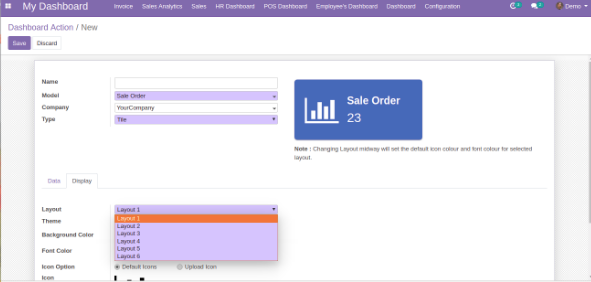 My Dashboard Invoice Sales Analytics Sales HR Dashboard POS Dashboard Employee's Dashboard Dashboard Configuration Demo
Dashboard Action / New
Save Discard
Name
Model Sale Order
Company YourCompany
Type Tile
Sale Order
23
Note : Changing Layout midway will set the default icon colour and font colour for selected
layout.
Data Display
Layout Layout 1
Theme Layout 1
Layout 2
Background Color Layout 3
Layout 4
Font Color Layout 5
Layout 6
Icon Option Default Icons Upload Icon
Icon